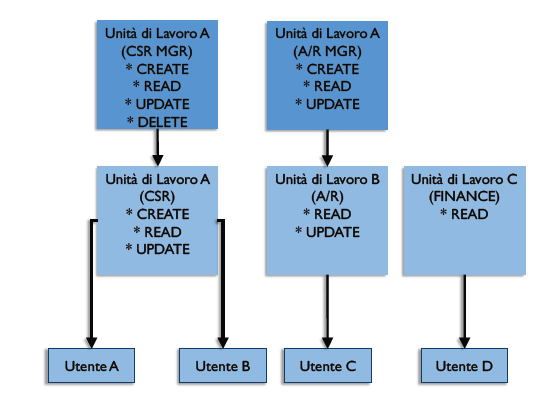 Unità di Lavoro A
(CSR MGR)
* CREATE
* READ
* UPDATE
* DELETE
Unità di Lavoro A
(A/R MGR)
* CREATE
* READ
* UPDATE
Unità di Lavoro A
(CSR)
* CREATE
* READ
* UPDATE
Unità di Lavoro B
(A/R)
* READ
* UPDATE
Unità di Lavoro C
(FINANCE)
* READ
Utente A
Utente B
Utente C
Utente D